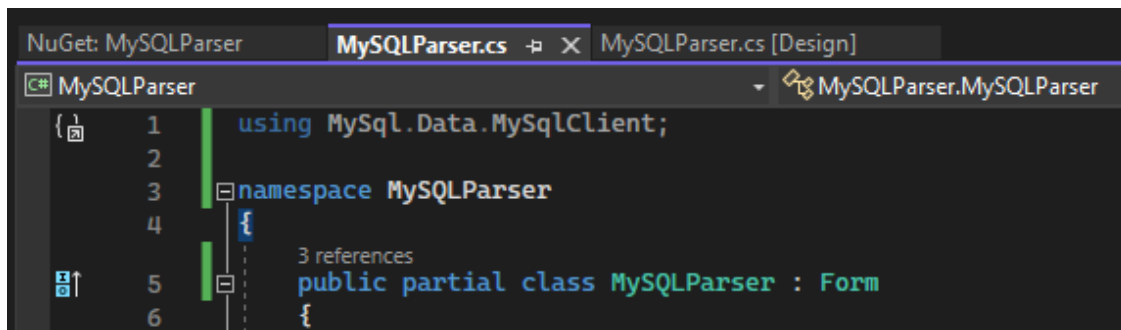 NuGet: MySQLParser MySQLParser.cs MySQLParser.cs [Design]
C# MySQLParser MySQLParser.MySQLParser
1 using MySql.Data.MySqlClient;
2
3 namespace MySQLParser
4 {
3 references
5 public partial class MySQLParser : Form
6 {